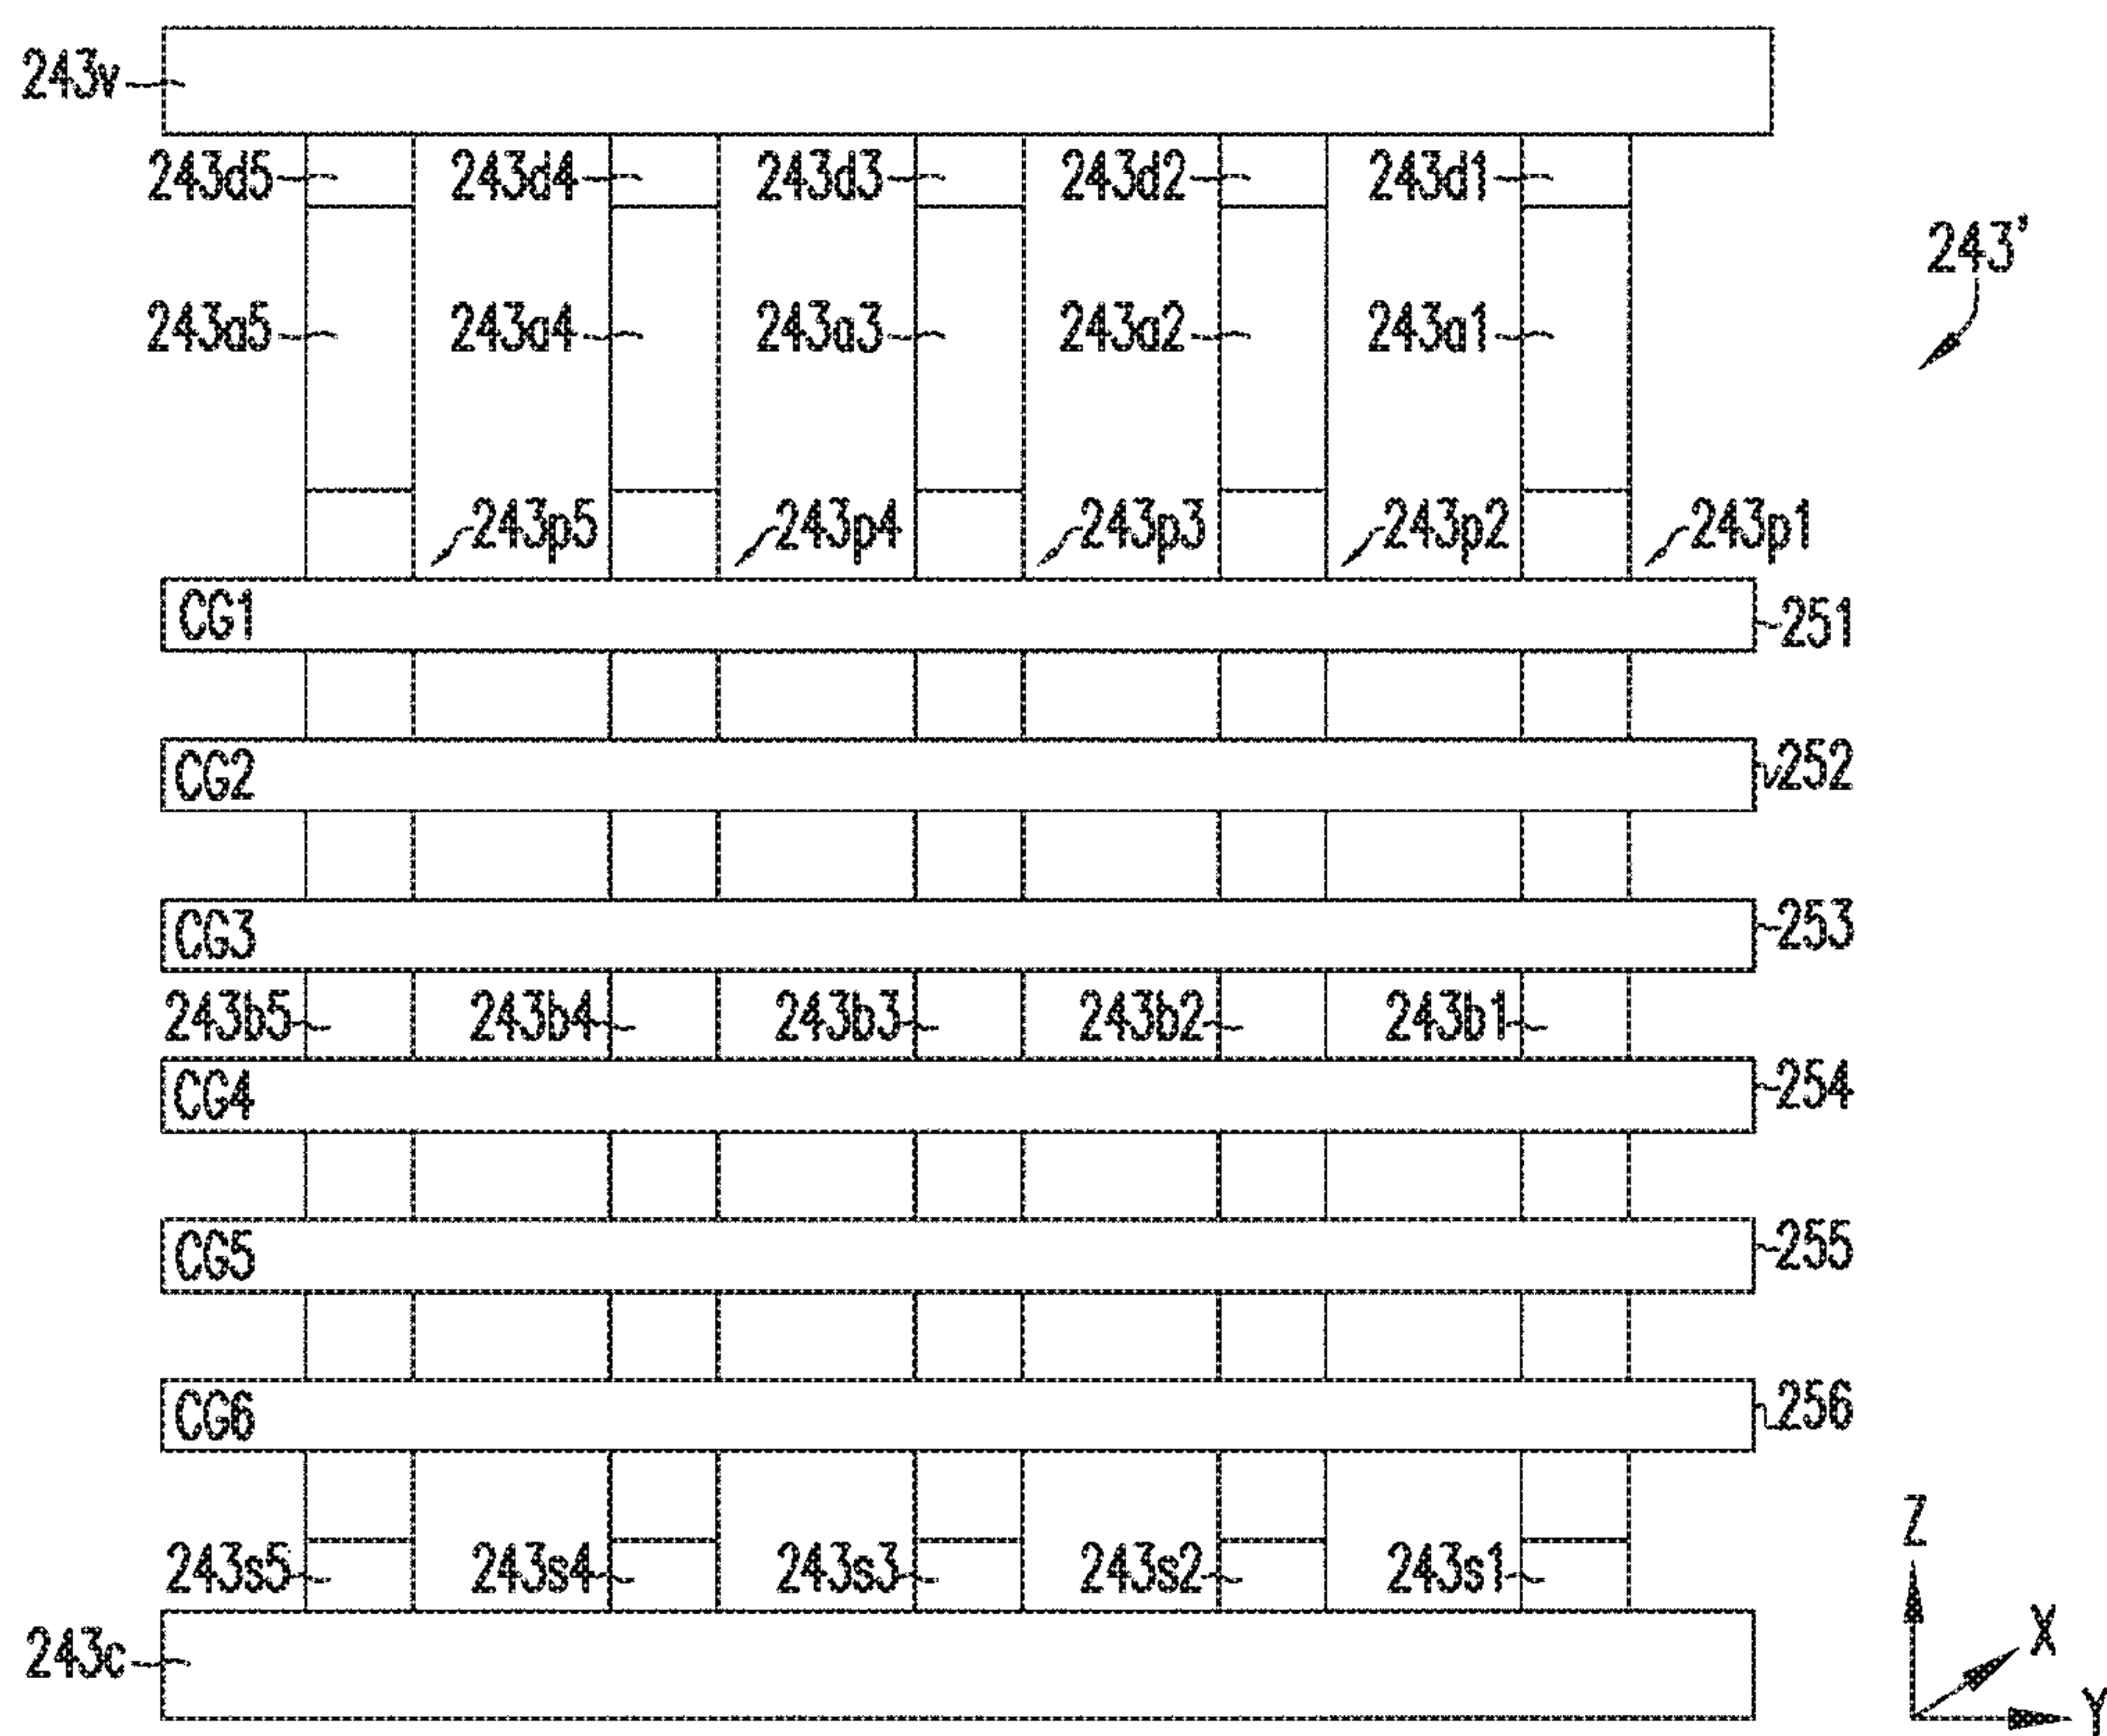 243v
243d5 243d4 243d3 243d2 243d1
243'
243a5 243a4 243a3 243a2 243a1
243p5 243p4 243p3 243p2 243p1
CG1 251
CG2 252
CG3 253
243b5 243b4 243b3 243b2 243b1
CG4 254
CG5 255
CG6 256
243s5 243s4 243s3 243s2 243s1
Z
X
243c
Y